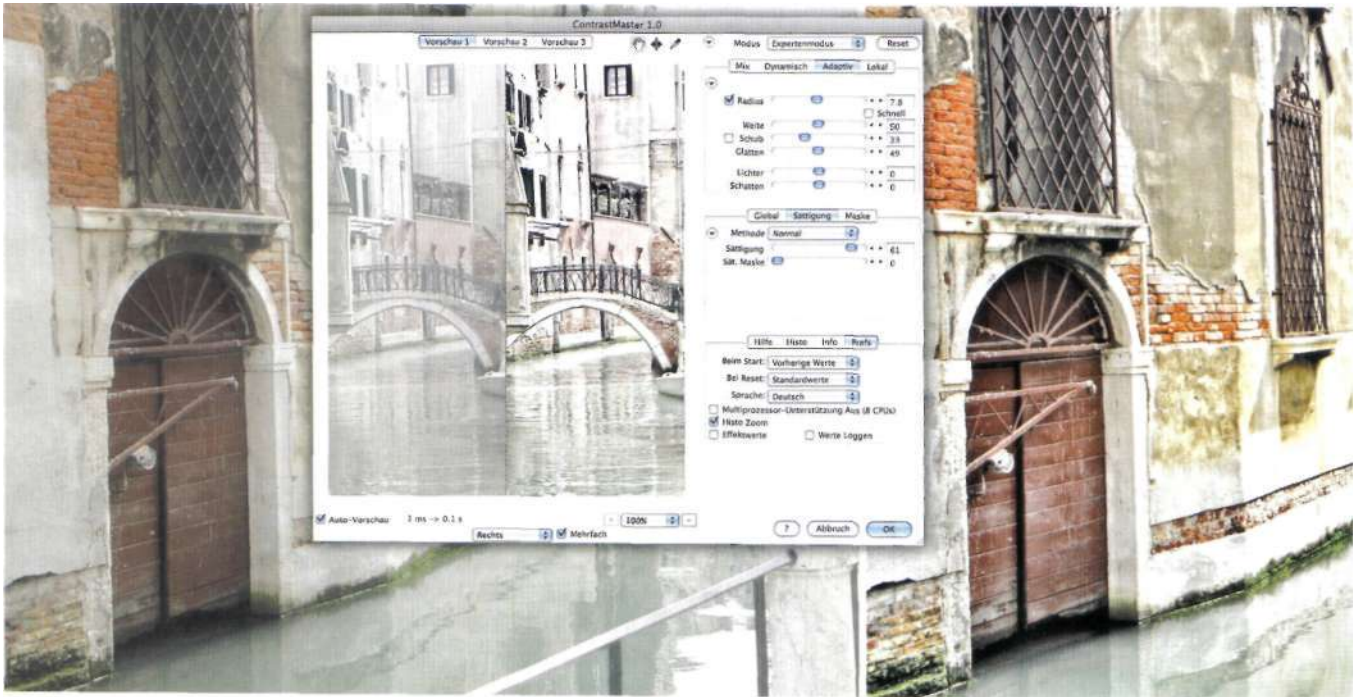 ContrastMaster 1.0
Vorschau 1 Vorschau 2 Vorschau 3
Modus Expertenmodus Reset
Mix Dynamisch Adaptiv Lokal
Radius 7.8
Schnell
Weite 50
Schub 33
Glätten 49
Lichter 0
Schatten 0
Global Sättigung Maske
Methode Normal
Sättigung 61
Sät. Maske 0
Hilfe Histo Info Prefs
Beim Start: Vorherige Werte
Bei Reset: Standardwerte
Sprache: Deutsch
Multiprozessor-Unterstützung Aus (8 CPUs)
Histo Zoom
Effektwerte Werte Loggen
Auto-Vorschau 3 ms -> 0.1 s
- 100% -
Rechts Mehrfach
? Abbruch OK